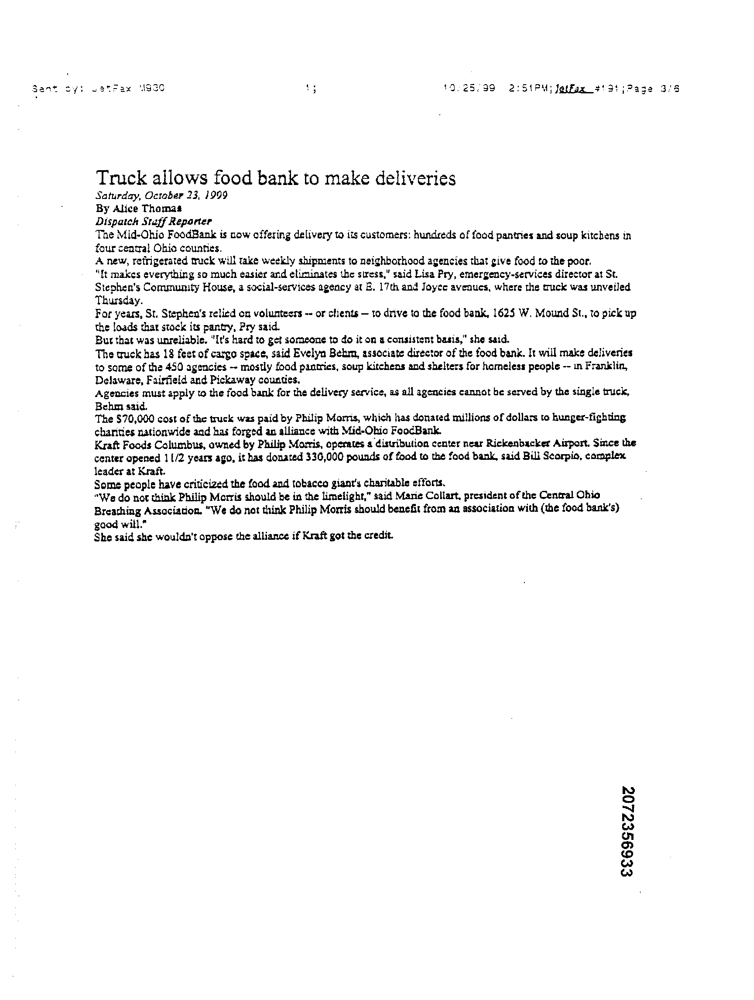 Sent by: JetFax M930 1; 10/25/99 2:51PM; JetFax #191; Page 3/6
Truck allows food bank to make deliveries
Saturday, October 23, 1999
By Alice Thomas
Dispatch Staff Reporter
The Mid-Ohio FoodBank is now offering delivery to its customers: hundreds of food pantries and soup kitchens in
four central Ohio counties.
A new, refrigerated truck will take weekly shipments to neighborhood agencies that give food to the poor.
"It makes everything so much easier and eliminates the stress," said Lisa Pry, emergency-services director at St.
Stephen's Community House, a social-services agency at E. 17th and Joyce avenues, where the truck was unveiled
Thursday.
For years, St. Stephen's relied on volunteers -- or clients -- to drive to the food bank, 1625 W. Mound St., to pick up
the loads that stock its pantry, Pry said.
But that was unreliable. "It's hard to get someone to do it on a consistent basis," she said.
The truck has 18 feet of cargo space, said Evelyn Behm, associate director of the food bank. It will make deliveries
to some of the 450 agencies -- mostly food pantries, soup kitchens and shelters for homeless people -- in Franklin,
Delaware, Fairfield and Pickaway counties.
Agencies must apply to the food bank for the delivery service, as all agencies cannot be served by the single truck,
Behm said.
The $70,000 cost of the truck was paid by Philip Morris, which has donated millions of dollars to hunger-fighting
charities nationwide and has forged an alliance with Mid-Ohio FoodBank.
Kraft Foods Columbus, owned by Philip Morris, operates a distribution center near Rickenbacker Airport. Since the
center opened 1 1/2 years ago, it has donated 330,000 pounds of food to the food bank, said Bill Scorpio, complex
leader at Kraft.
Some people have criticized the food and tobacco giant's charitable efforts.
"We do not think Philip Morris should be in the limelight," said Marie Collart, president of the Central Ohio
Breathing Association. "We do not think Philip Morris should benefit from an association with (the food bank's)
good will."
She said she wouldn't oppose the alliance if Kraft got the credit.
2072356933